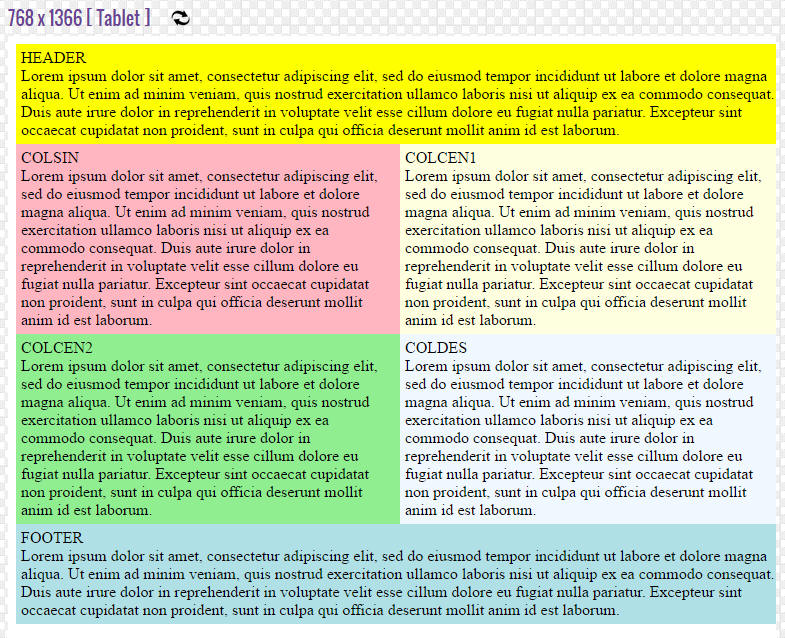 768 x 1366 [ Tablet ]
HEADER
Lorem ipsum dolor sit amet, consectetur adipiscing elit, sed do eiusmod tempor incididunt ut labore et dolore magna
aliqua. Ut enim ad minim veniam, quis nostrud exercitation ullamco laboris nisi ut aliquip ex ea commodo consequat.
Duis aute irure dolor in reprehenderit in voluptate velit esse cillum dolore eu fugiat nulla pariatur. Excepteur sint
occaecat cupidatat non proident, sunt in culpa qui officia deserunt mollit anim id est laborum.
COLSIN
Lorem ipsum dolor sit amet, consectetur adipiscing elit,
sed do eiusmod tempor incididunt ut labore et dolore
magna aliqua. Ut enim ad minim veniam, quis nostrud
exercitation ullamco laboris nisi ut aliquip ex ea
commodo consequat. Duis aute irure dolor in
reprehenderit in voluptate velit esse cillum dolore eu
fugiat nulla pariatur. Excepteur sint occaecat cupidatat
non proident, sunt in culpa qui officia deserunt mollit
anim id est laborum.
COLCEN1
Lorem ipsum dolor sit amet, consectetur adipiscing elit,
sed do eiusmod tempor incididunt ut labore et dolore
magna aliqua. Ut enim ad minim veniam, quis nostrud
exercitation ullamco laboris nisi ut aliquip ex ea
commodo consequat. Duis aute irure dolor in
reprehenderit in voluptate velit esse cillum dolore eu
fugiat nulla pariatur. Excepteur sint occaecat cupidatat
non proident, sunt in culpa qui officia deserunt mollit
anim id est laborum.
COLCEN2
Lorem ipsum dolor sit amet, consectetur adipiscing elit,
sed do eiusmod tempor incididunt ut labore et dolore
magna aliqua. Ut enim ad minim veniam, quis nostrud
exercitation ullamco laboris nisi ut aliquip ex ea
commodo consequat. Duis aute irure dolor in
reprehenderit in voluptate velit esse cillum dolore eu
fugiat nulla pariatur. Excepteur sint occaecat cupidatat
non proident, sunt in culpa qui officia deserunt mollit
anim id est laborum.
COLDES
Lorem ipsum dolor sit amet, consectetur adipiscing elit,
sed do eiusmod tempor incididunt ut labore et dolore
magna aliqua. Ut enim ad minim veniam, quis nostrud
exercitation ullamco laboris nisi ut aliquip ex ea
commodo consequat. Duis aute irure dolor in
reprehenderit in voluptate velit esse cillum dolore eu
fugiat nulla pariatur. Excepteur sint occaecat cupidatat
non proident, sunt in culpa qui officia deserunt mollit
anim id est laborum.
FOOTER
Lorem ipsum dolor sit amet, consectetur adipiscing elit, sed do eiusmod tempor incididunt ut labore et dolore magna
aliqua. Ut enim ad minim veniam, quis nostrud exercitation ullamco laboris nisi ut aliquip ex ea commodo consequat.
Duis aute irure dolor in reprehenderit in voluptate velit esse cillum dolore eu fugiat nulla pariatur. Excepteur sint
occaecat cupidatat non proident, sunt in culpa qui officia deserunt mollit anim id est laborum.